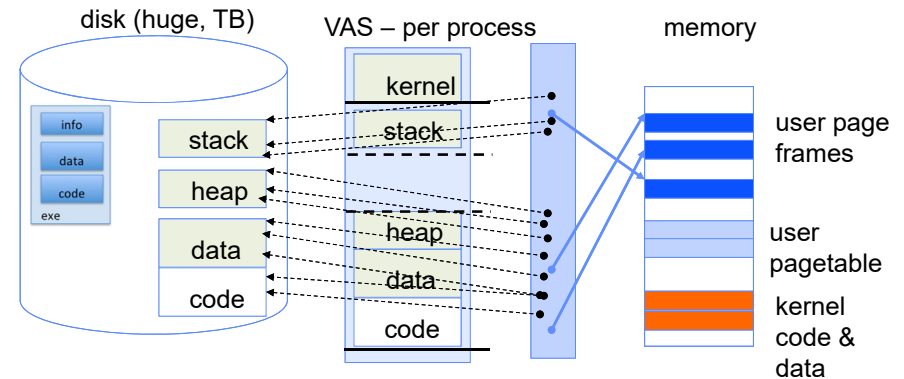 disk (huge, TB)
VAS – per process
memory
info
data
code
exe
stack
heap
data
code
kernel
stack
heap
data
code
user page
frames
user
pagetable
kernel
code &
data